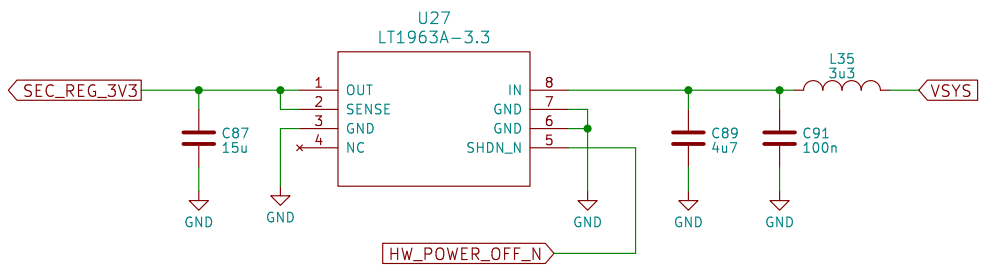 U27
LT1963A-3.3
L35
3u3
SEC_REG_3V3
1 OUT IN 8
VSYS
2 SENSE GND 7
3 GND GND 6
C87
15u
C89
4u7
C91
100n
4 NC SHDN_N 5
GND
GND
GND
GND
GND
HW_POWER_OFF_N